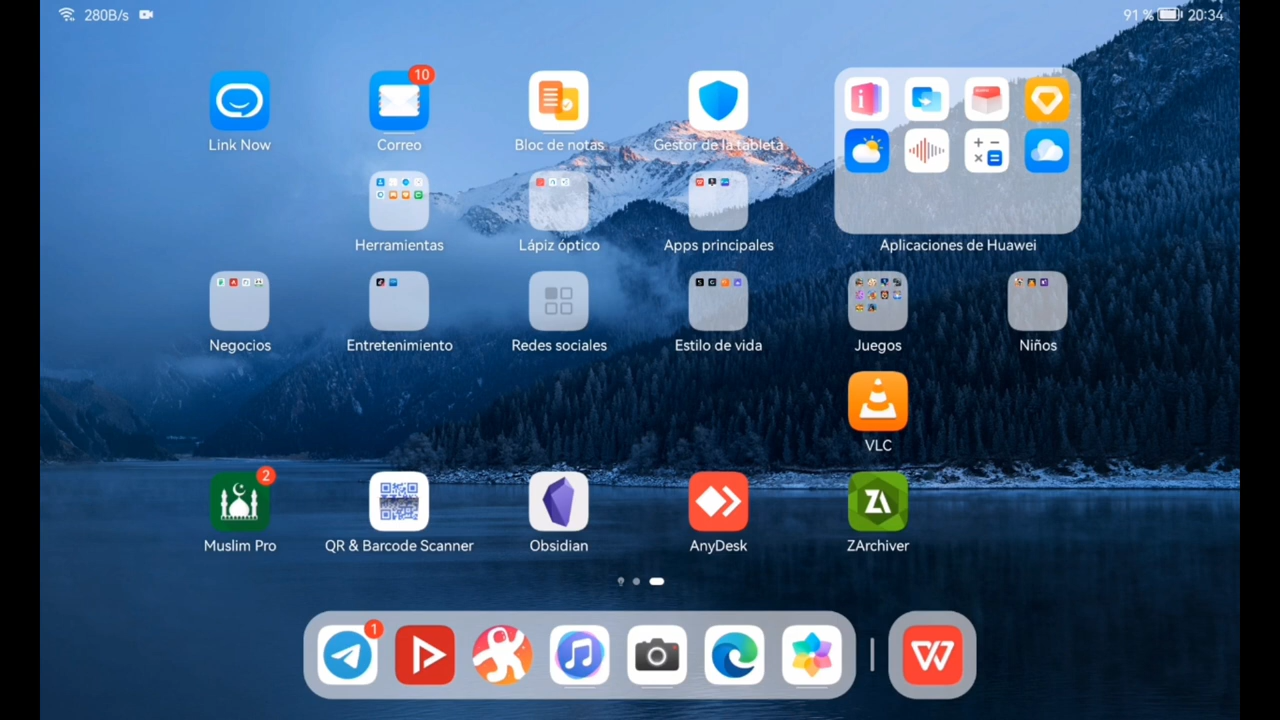 280B/s
91 %
20:34
10
Link Now
Correo
Bloc de notas
Gestor de la tableta
Herramientas
Lápiz óptico
Apps principales
Aplicaciones de Huawei
Negocios
Entretenimiento
Redes sociales
Estilo de vida
Juegos
Niños
VLC
2
ZA
Muslim Pro
QR & Barcode Scanner
Obsidian
AnyDesk
ZArchiver
1
W